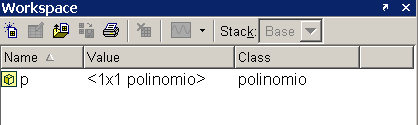 Workspace
Stack: Base
Name Value Class
p <1x1 polinomio> polinomio